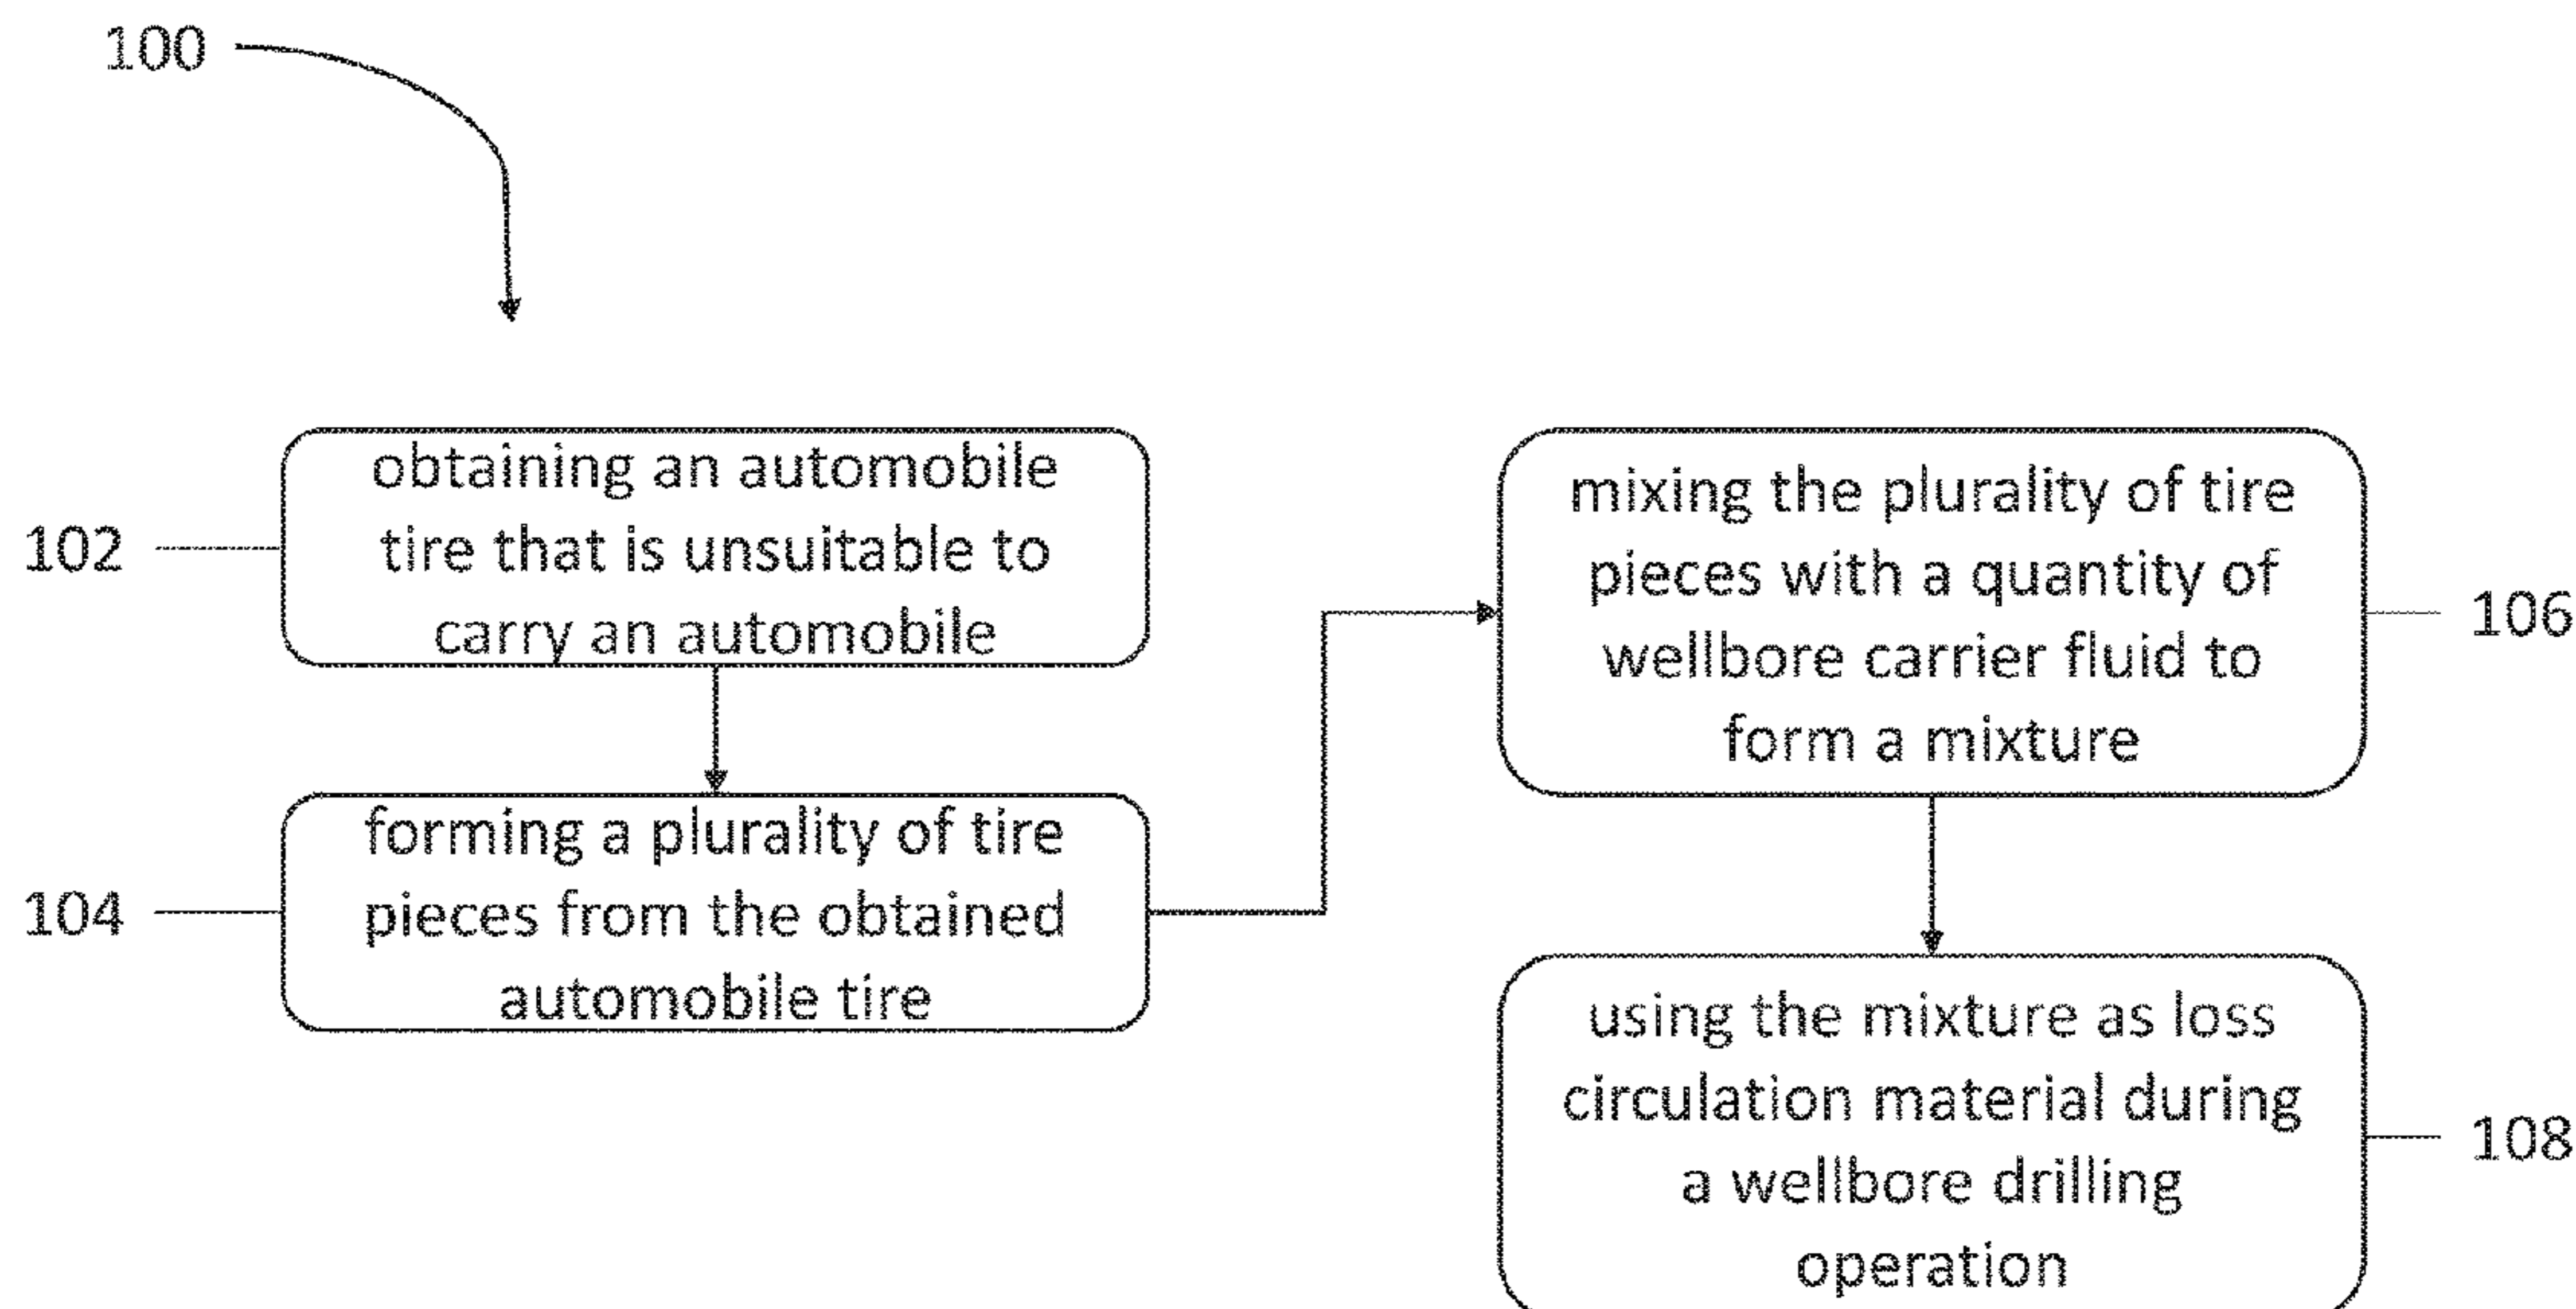 100
102
obtaining an automobile
tire that is unsuitable to
carry an automobile
104
forming a plurality of tire
pieces from the obtained
automobile tire
mixing the plurality of tire
pieces with a quantity of
wellbore carrier fluid to
form a mixture
106
using the mixture as loss
circulation material during
a wellbore drilling
operation
108